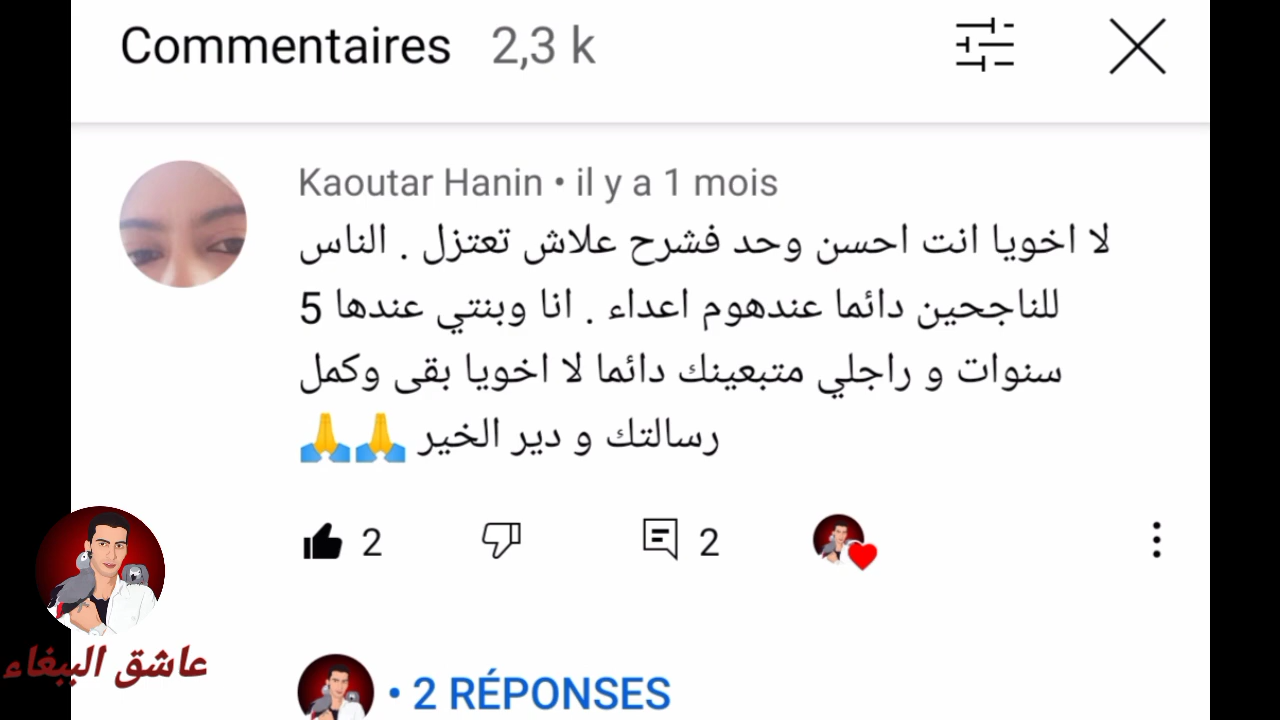 Commentaires 2,3 k
Kaoutar Hanin • il y a 1 mois
لا اخويا انت احسن وحد فشرح علاش تعتزل . الناس
للناجحين دائما عندهوم اعداء . انا وبنتي عندها 5
سنوات و راجلي متبعينك دائما لا اخويا بقى وكمل
رسالتك و دير الخير 🙏🙏
2 2
عاشق الببغاء
• 2 RÉPONSES